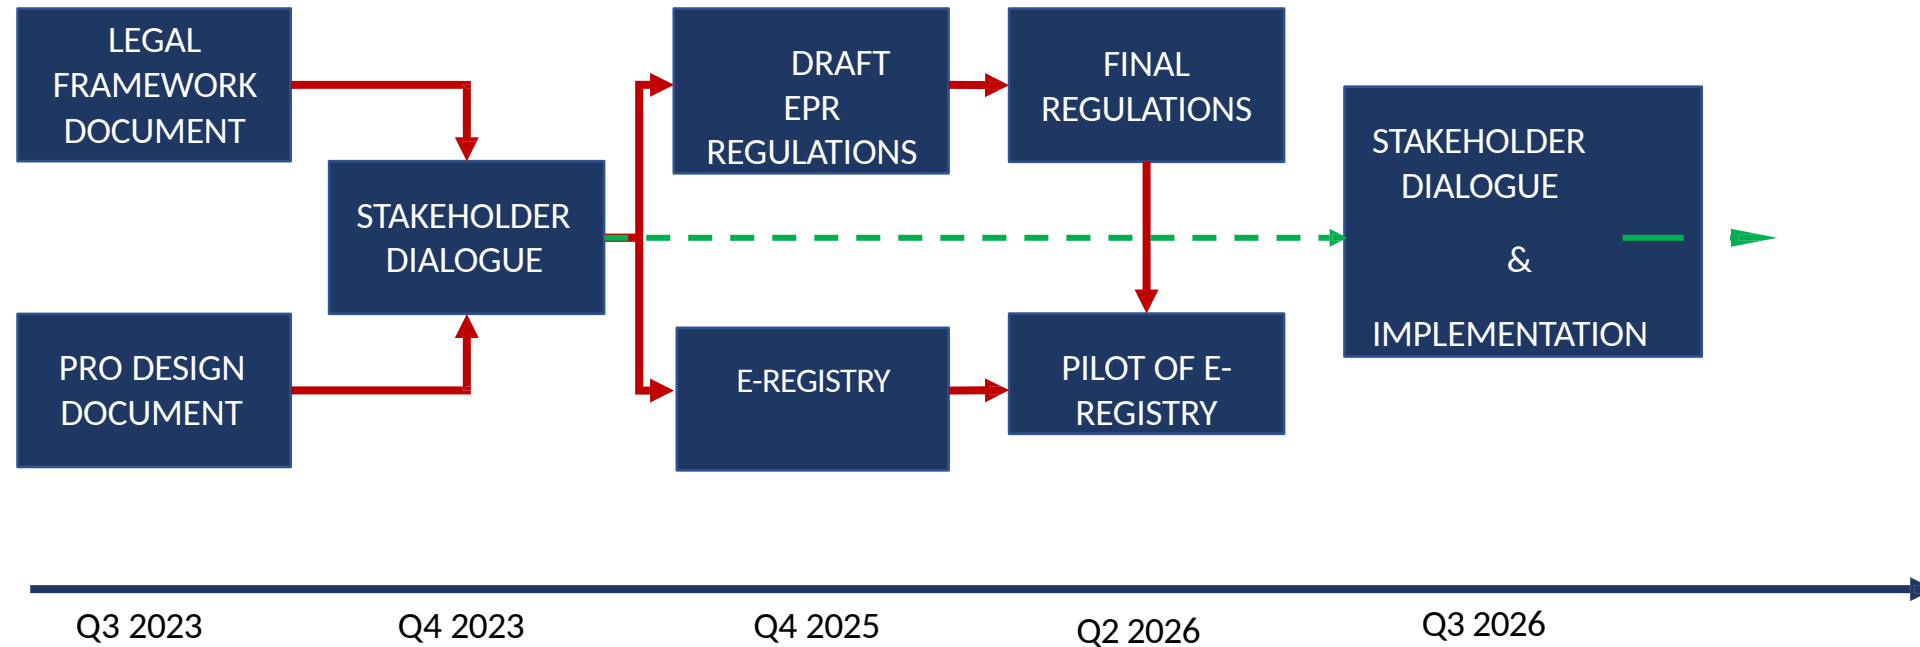 LEGAL
FRAMEWORK
DOCUMENT
PRO DESIGN
DOCUMENT
STAKEHOLDER
DIALOGUE
DRAFT
EPR
REGULATIONS
E-REGISTRY
FINAL
REGULATIONS
PILOT OF E-
REGISTRY
STAKEHOLDER
DIALOGUE
&
IMPLEMENTATION
Q3 2023
Q4 2023
Q4 2025
Q2 2026
Q3 2026